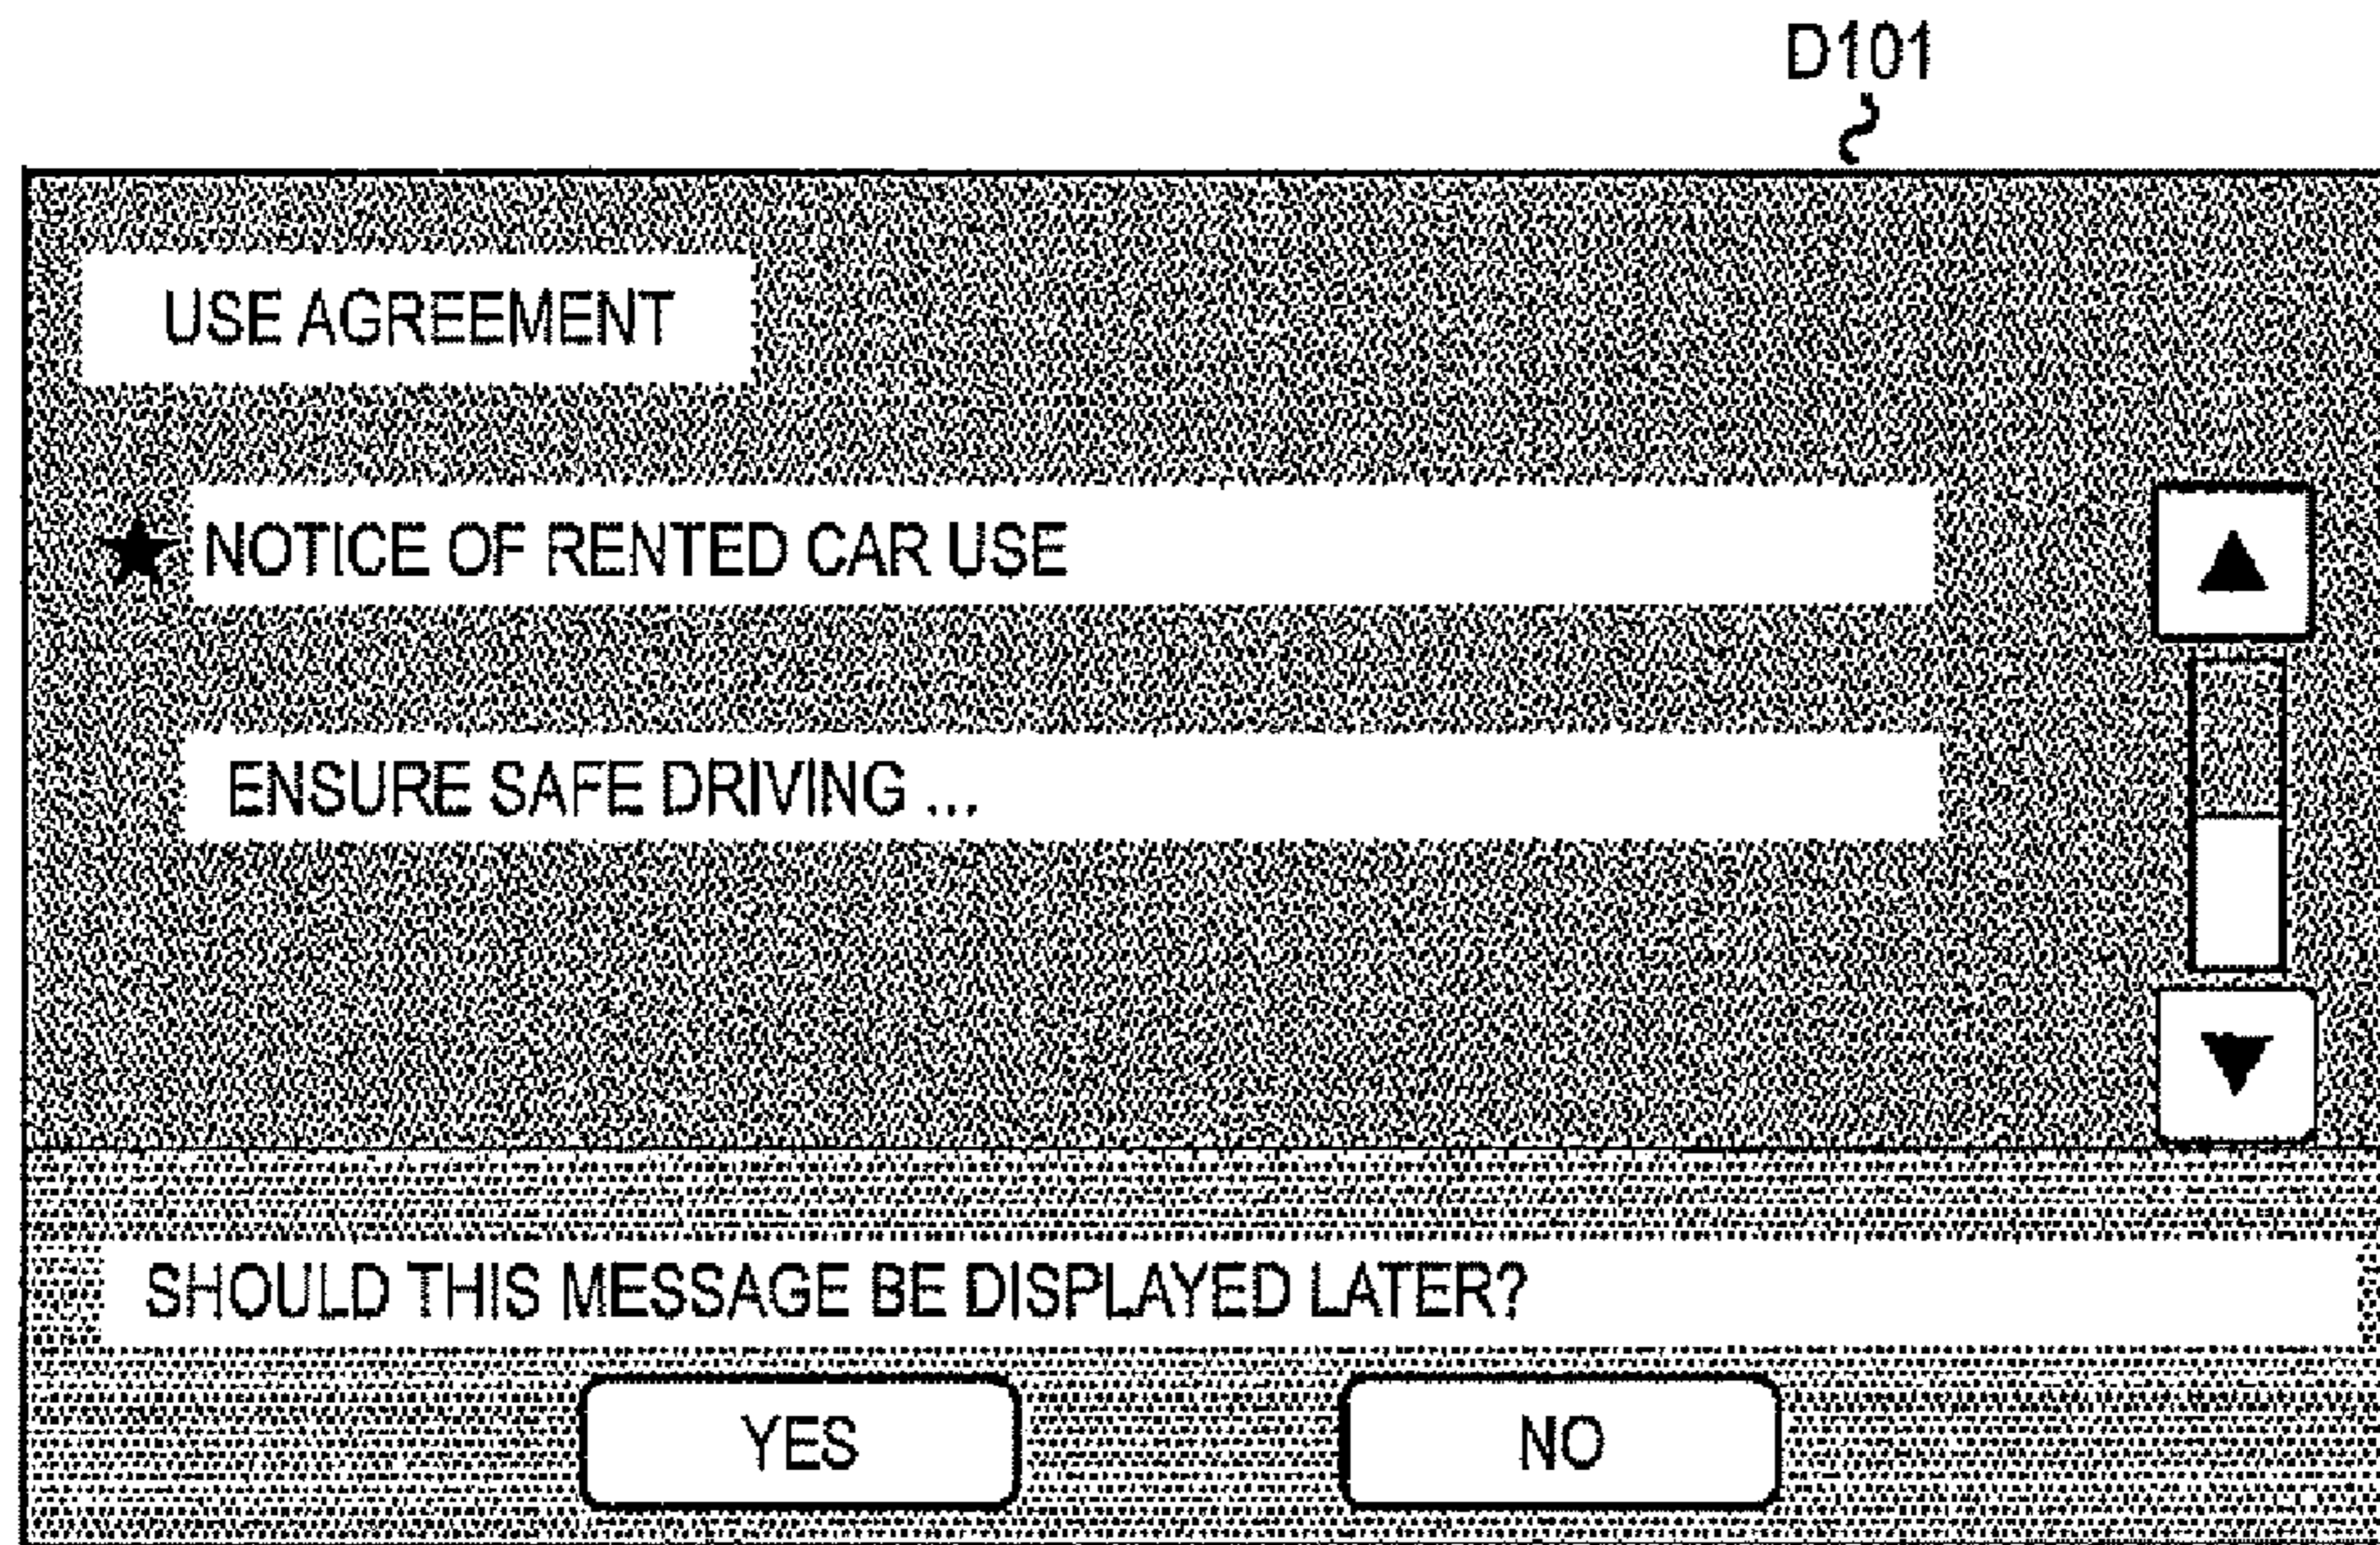 D101
USE AGREEMENT
★ NOTICE OF RENTED CAR USE
ENSURE SAFE DRIVING ...
SHOULD THIS MESSAGE BE DISPLAYED LATER?
YES NO